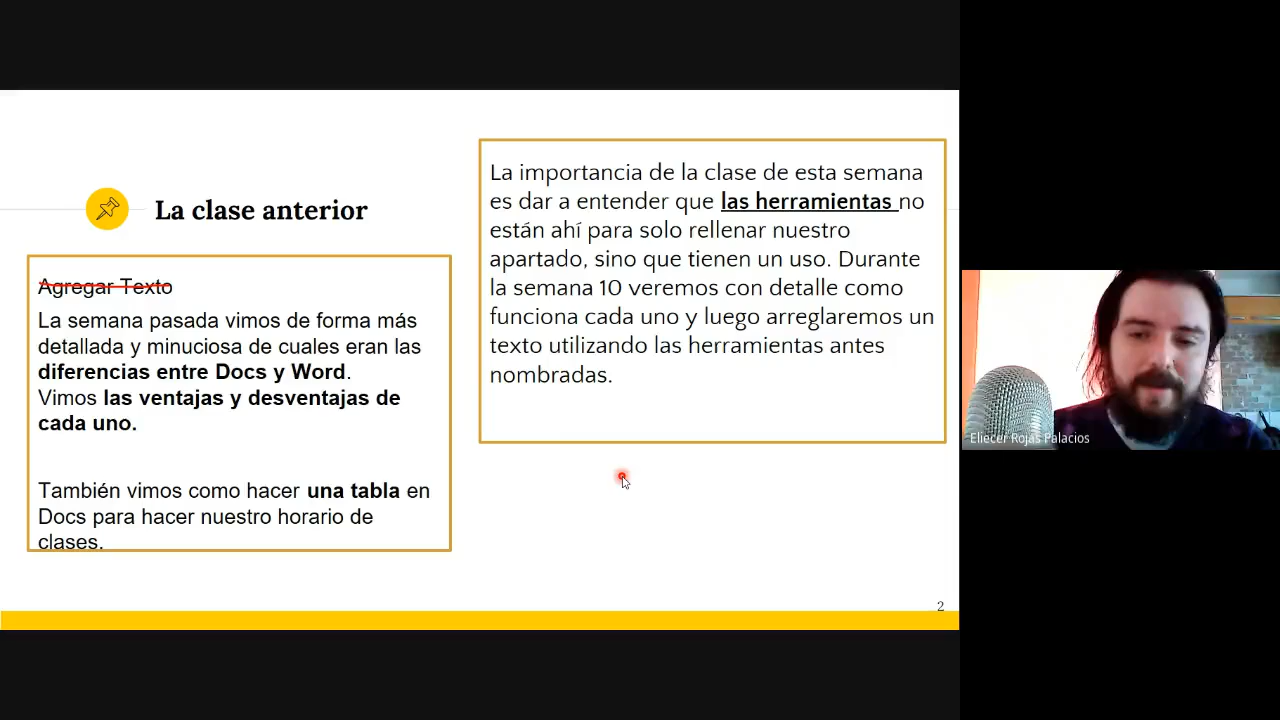 La clase anterior
Agregar Texto
La semana pasada vimos de forma más
detallada y minuciosa de cuales eran las
diferencias entre Docs y Word.
Vimos las ventajas y desventajas de
cada uno.
También vimos como hacer una tabla en
Docs para hacer nuestro horario de
clases.
La importancia de la clase de esta semana
es dar a entender que las herramientas no
están ahí para solo rellenar nuestro
apartado, sino que tienen un uso. Durante
la semana 10 veremos con detalle como
funciona cada uno y luego arreglaremos un
texto utilizando las herramientas antes
nombradas.
2
Eliecer Rojas Palacios